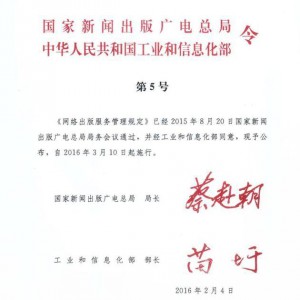 国家新闻出版广电总局
中华人民共和国工业和信息化部 令
第5号
《网络出版服务管理规定》已经2015年8月20日国家新闻
出版广电总局局务会议通过，并经工业和信息化部同意，现予公
布，自2016年3月10日起施行。
国家新闻出版广电总局 局长 蔡赴朝
工业和信息化部 部长 苗圩
2016年2月4日